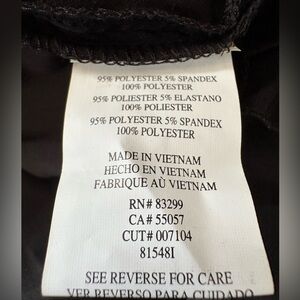 95% POLYESTER 5% SPANDEX
100% POLYESTER
95% POLIESTER 5% ELASTANO
100% POLYESTER
95% POLYESTER 5% SPANDEX
100% POLYESTER
MADE IN VIETNAM
HECHO EN VIETNAM
FABRIQUE AÙ VIETNAM
RN# 83299
CA# 55057
CUT# 007104
81548I
SEE REVERSE FOR CARE
VER REVERSO PARA CUIDADO